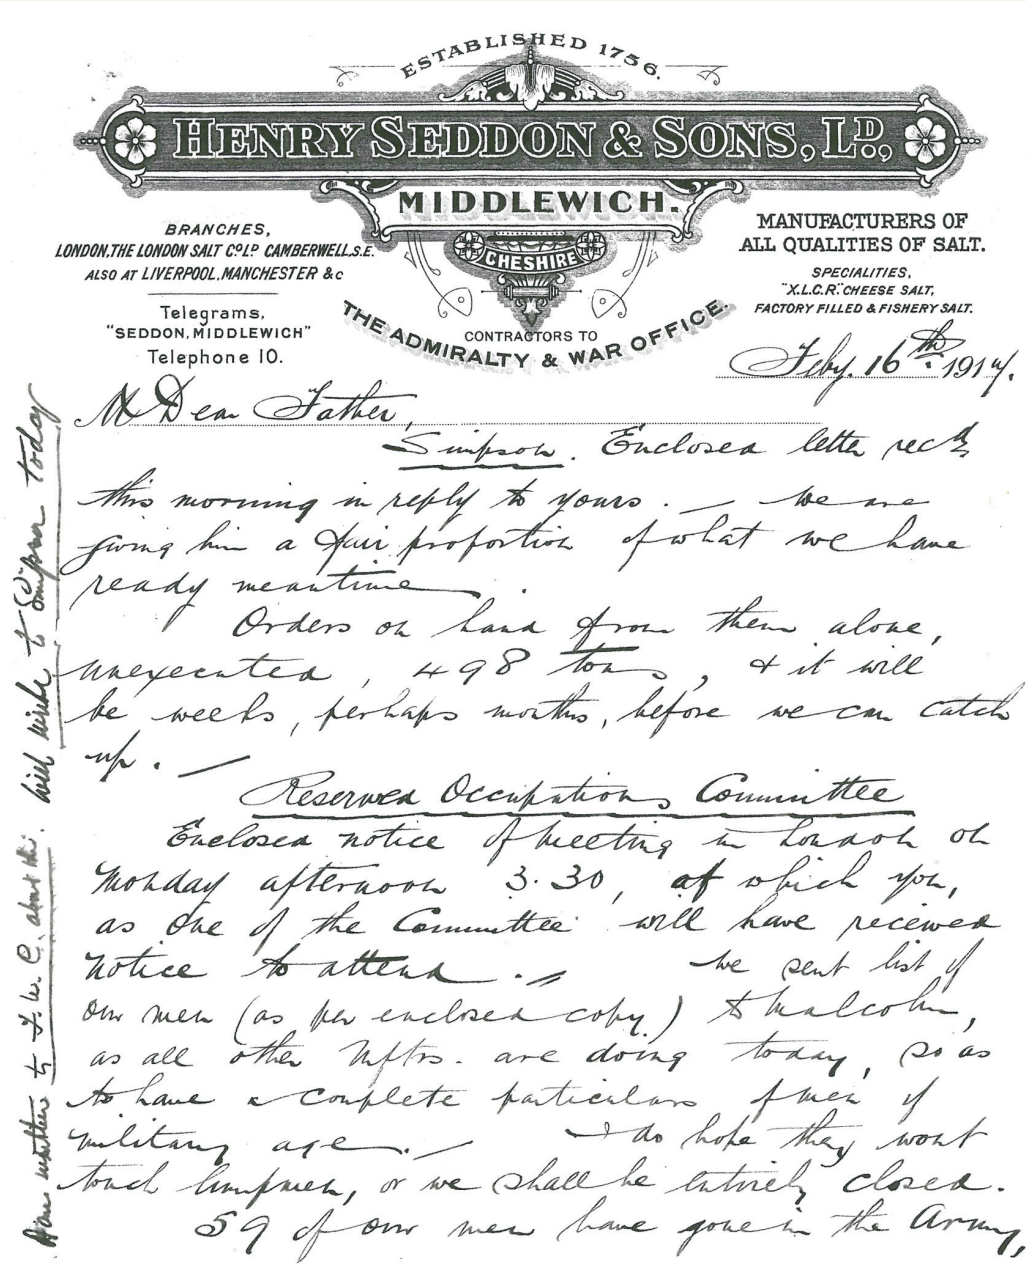 ESTABLISHED 1756.
HENRY SEDDON & SONS, LD.,
MIDDLEWICH.
CHESHIRE
BRANCHES,
LONDON, THE LONDON SALT CO. LD. CAMBERWELL. S.E.
ALSO AT LIVERPOOL, MANCHESTER &c
Telegrams,
"SEDDON, MIDDLEWICH"
Telephone 10.
MANUFACTURERS OF
ALL QUALITIES OF SALT.
SPECIALITIES,
"X.L.C.R." CHEESE SALT,
FACTORY FILLED & FISHERY SALT.
CONTRACTORS TO
THE ADMIRALTY & WAR OFFICE.
Feby. 16th. 1917.
M Dear Father,
Simpson. Enclosed letter recd
this morning in reply to yours. — We are
giving him a fair proportion of what we have
ready meantime.
Orders on hand from them alone,
unexecuted, 498 tons, & it will
be weeks, perhaps months, before we can catch
up. —
Reserved Occupations Committee
Enclosed notice of meeting in London on
Monday afternoon 3.30, of which you,
as one of the Committee will have received
notice to attend. We sent list of
our men (as per enclosed copy) to Malcolm,
as all other Mftrs. are doing today, so as
to have a complete particulars of men of
military age. — I do hope they wont
touch lumpmen, or we shall be entirely closed.
59 of our men have gone in the Army,
Have written to F.W.C. about this. Will write to Simpson today